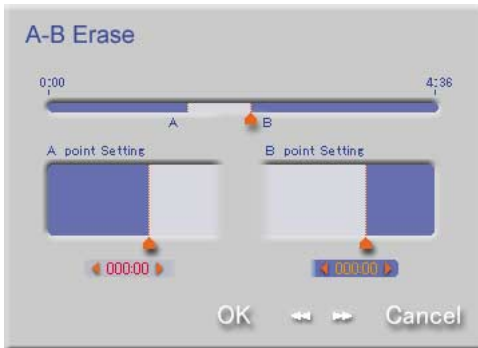 A-B Erase
0:00 4:36
A B
A point Setting B point Setting
000:00 000:00
OK Cancel